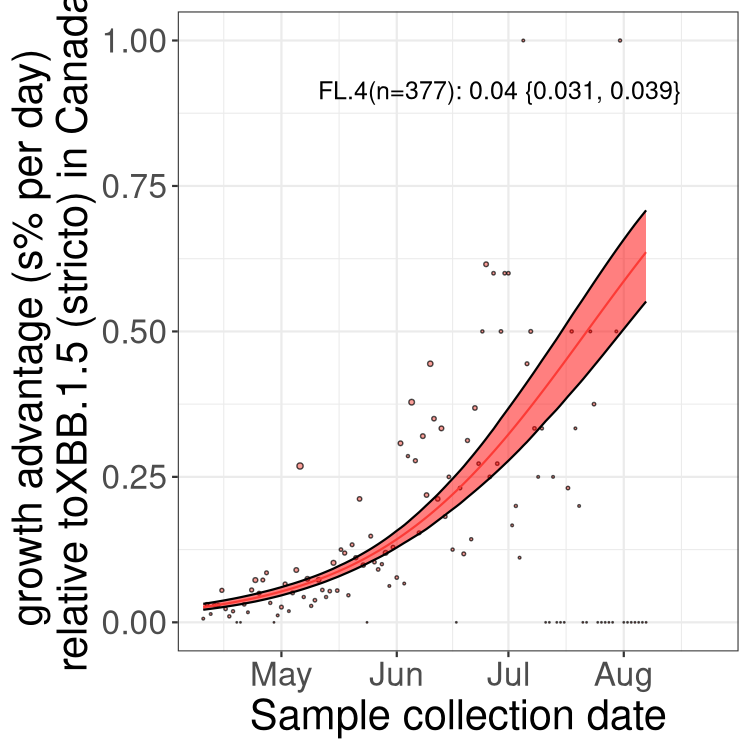 growth advantage (s% per day)
relative toXBB.1.5 (stricto) in Canada
1.00
0.75
0.50
0.25
0.00
FL.4(n=377): 0.04 {0.031, 0.039}
May Jun Jul Aug
Sample collection date